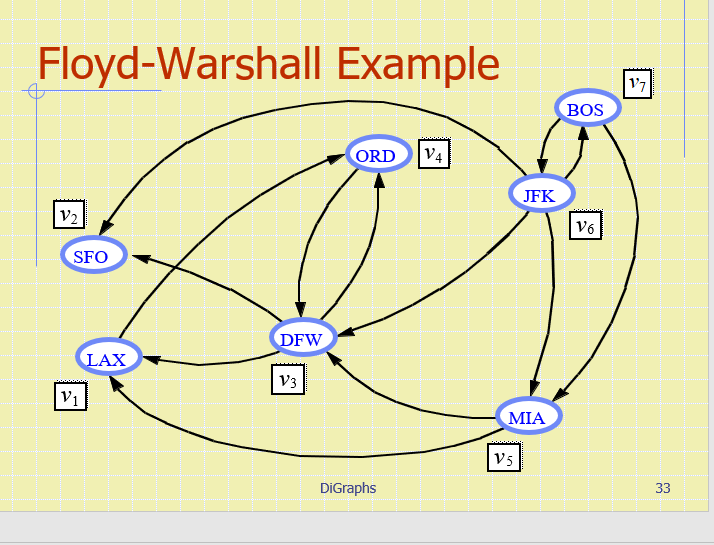 Floyd-Warshall Example
v7
BOS
ORD
v4
JFK
v2
v6
SFO
DFW
LAX
v3
v1
MIA
v5
DiGraphs
33